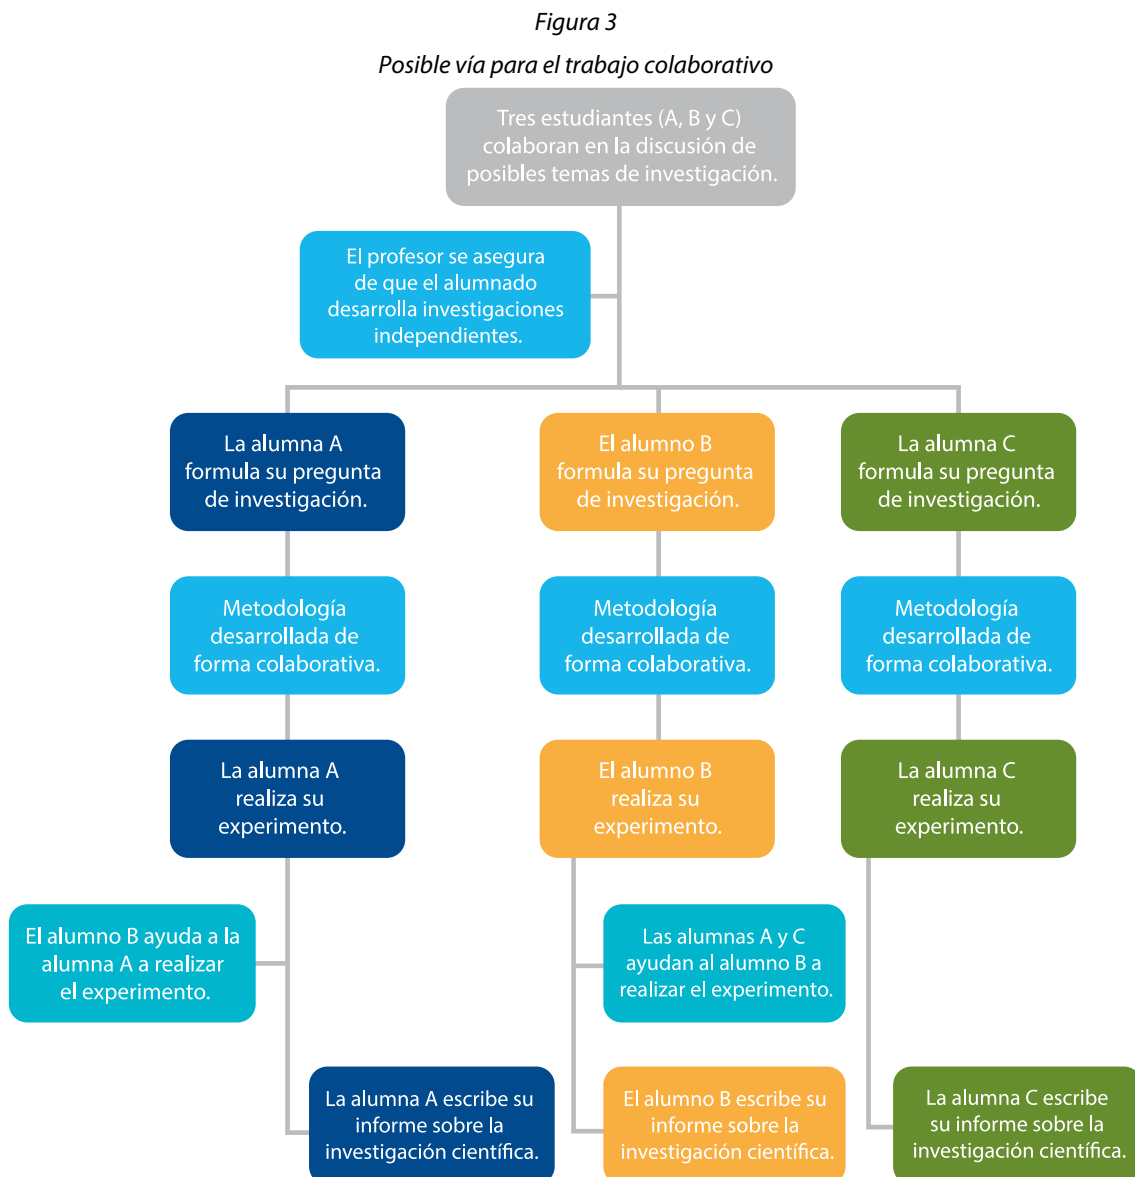 Figura 3
Posible vía para el trabajo colaborativo
Tres estudiantes (A, B y C)
colaboran en la discusión de
posibles temas de investigación.
El profesor se asegura
de que el alumnado
desarrolla investigaciones
independientes.
La alumna A
formula su pregunta
de investigación.
El alumno B
formula su pregunta
de investigación.
La alumna C
formula su pregunta
de investigación.
Metodología
desarrollada de
forma colaborativa.
Metodología
desarrollada de
forma colaborativa.
Metodología
desarrollada de
forma colaborativa.
La alumna A
realiza su
experimento.
El alumno B
realiza su
experimento.
La alumna C
realiza su
experimento.
El alumno B ayuda a la
alumna A a realizar
el experimento.
Las alumnas A y C
ayudan al alumno B a
realizar el experimento.
La alumna A escribe su
informe sobre la
investigación científica.
El alumno B escribe su
informe sobre la
investigación científica.
La alumna C escribe
su informe sobre la
investigación científica.